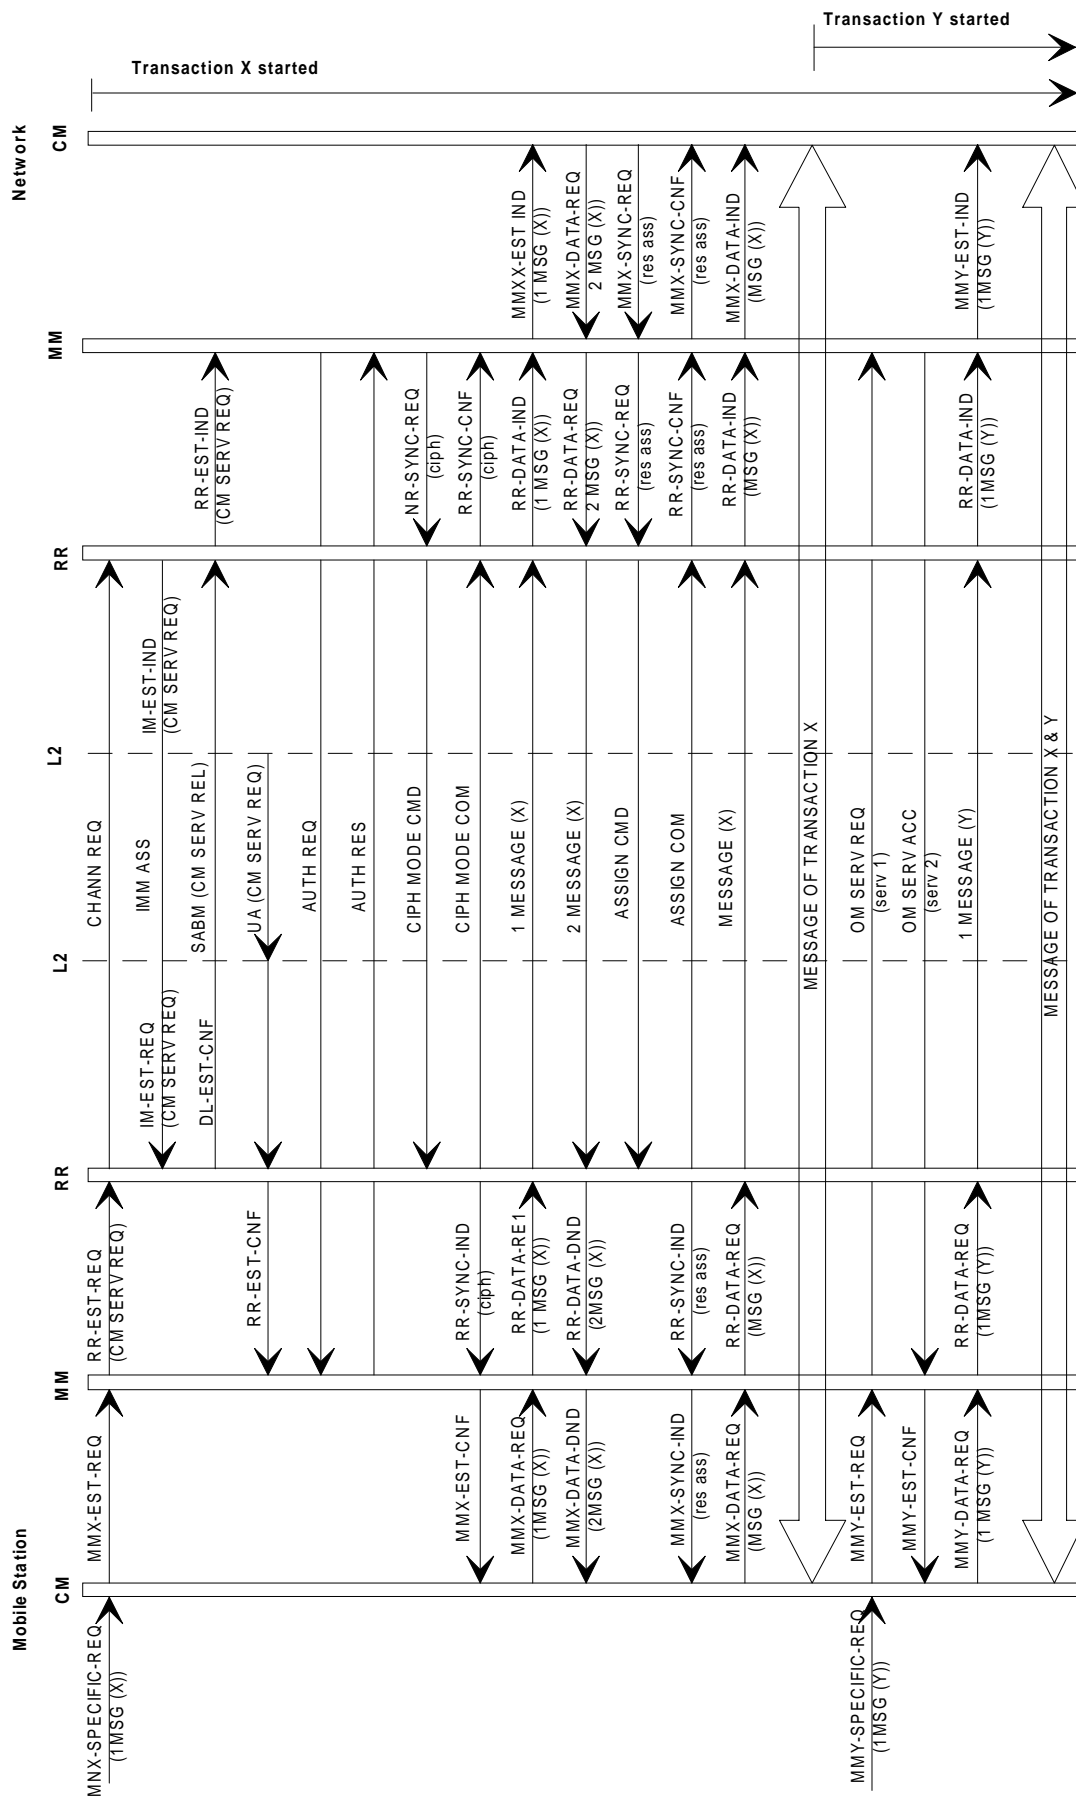 Transaction Y started
Transaction X started
Network
CM
MM
RR
L2
L2
RR
MM
CM
Mobile Station
MNX-SPECIFIC-REQ
(1MSG (X))
MMX-EST-REQ
RR-EST-REQ
(CM SERV REQ)
CHANN REQ
IM-EST-REQ
(CM SERV REQ)
IMM ASS
IM-EST-IND
(CM SERV REQ)
DL-EST-CNF
SABM (CM SERV REL)
RR-EST-IND
(CM SERV REQ)
RR-EST-CNF
UA (CM SERV REQ)
AUTH REQ
AUTH RES
CIPH MODE CMD
NR-SYNC-REQ
(ciph)
MMX-EST-CNF
RR-SYNC-IND
(ciph)
CIPH MODE COM
RR-SYNC-CNF
(ciph)
MMX-DATA-REQ
(1MSG (X))
RR-DATA-RE1
(1 MSG (X))
1 MESSAGE (X)
RR-DATA-IND
(1 MSG (X))
MMXX-EST IND
(1 MSG (X))
MMX-DATA-DND
(2MSG (X))
RR-DATA-DND
(2MSG (X))
2 MESSAGE (X)
RR-DATA-REQ
2 MSG (X))
MMX-DATA-REQ
2 MSG (X))
ASSIGN CMD
RR-SYNC-REQ
(res ass)
MMX-SYNC-REQ
(res ass)
MMX-SYNC-IND
(res ass)
RR-SYNC-IND
(res ass)
ASSIGN COM
RR-SYNC-CNF
(res ass)
MMX-SYNC-CNF
(res ass)
MMX-DATA-REQ
(MSG (X))
RR-DATA-REQ
(MSG (X))
MESSAGE (X)
RR-DATA-IND
(MSG (X))
MMX-DATA-IND
(MSG (X))
MESSAGE OF TRANSACTION X
MMY-SPECIFIC-REQ
(1MSG (Y))
MMY-EST-REQ
OM SERV REQ
(serv 1)
MMY-EST-CNF
OM SERV ACC
(serv 2)
MMY-DATA-REQ
(1 MSG (Y))
RR-DATA-REQ
(1MSG (Y))
1 MESSAGE (Y)
RR-DATA-IND
(1MSG (Y))
MMY-EST-IND
(1MSG (Y))
MESSAGE OF TRANSACTION X & Y